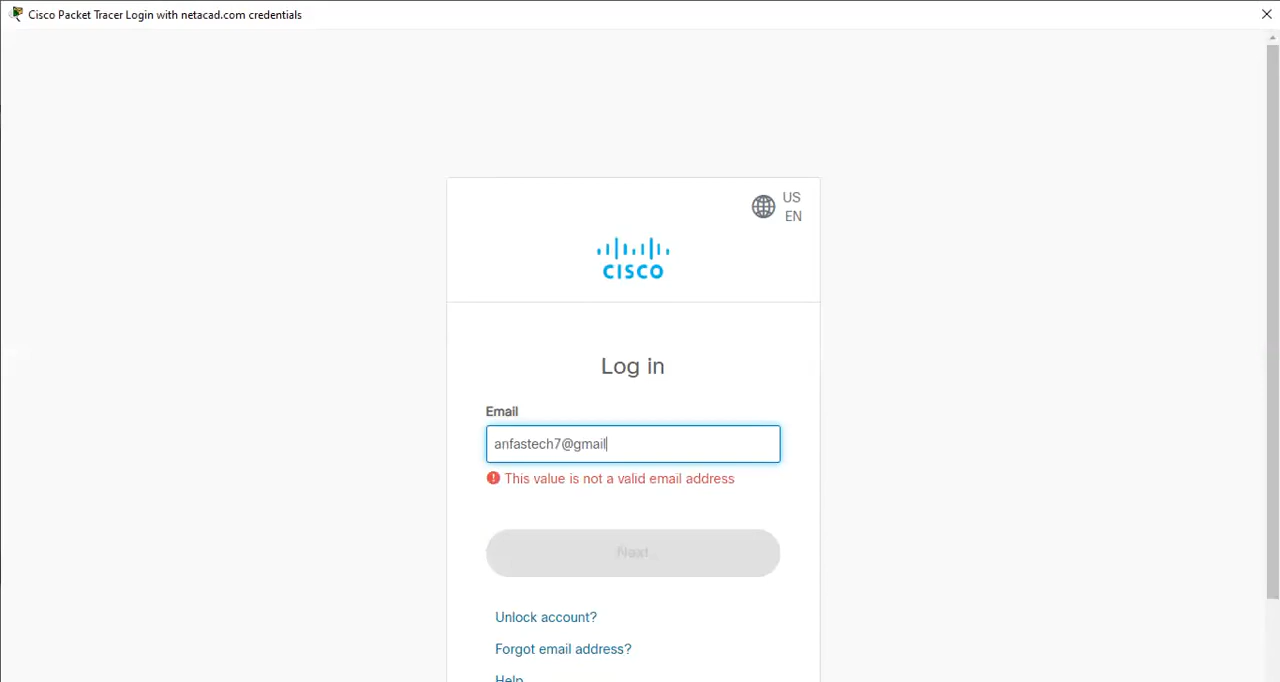 Cisco Packet Tracer Login with netacad.com credentials
US
EN
CISCO
Log in
Email
anfastech7@gmail
This value is not a valid email address
Next
Unlock account?
Forgot email address?
Help